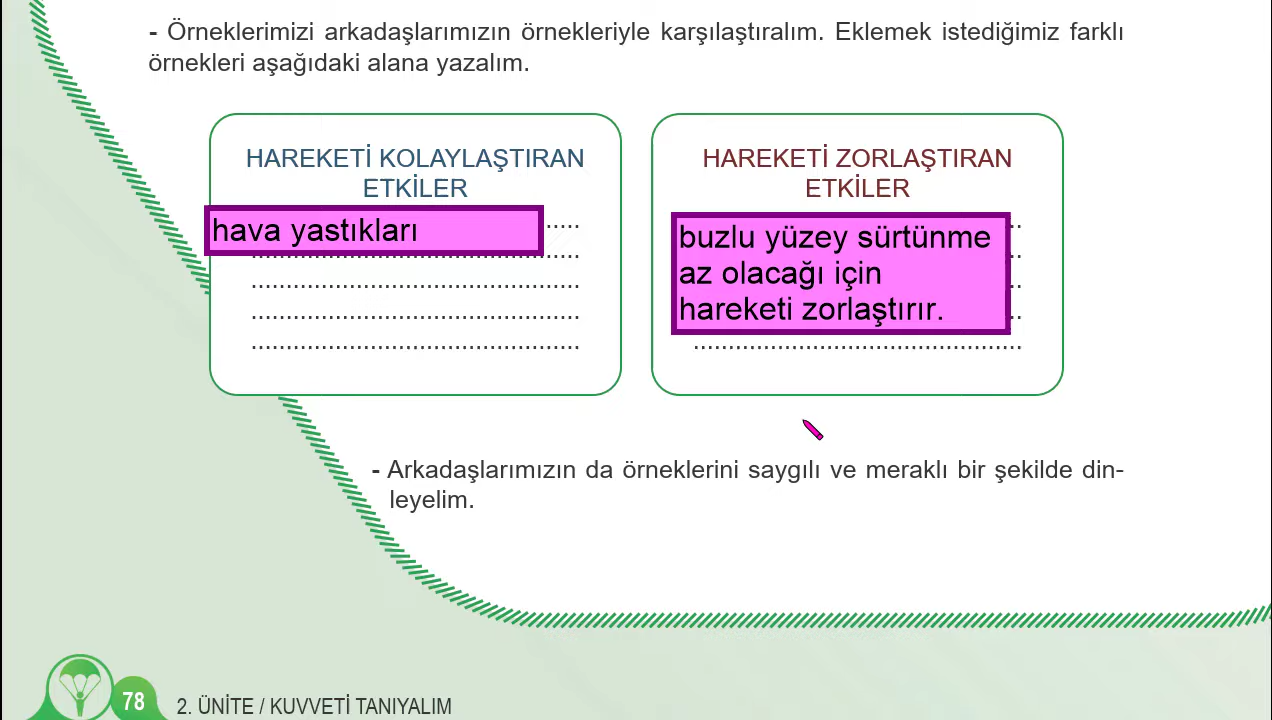 - Örneklerimizi arkadaşlarımızın örnekleriyle karşılaştıralım. Eklemek istediğimiz farklı
örnekleri aşağıdaki alana yazalım.
HAREKETİ KOLAYLAŞTIRAN
ETKİLER
hava yastıkları
HAREKETİ ZORLAŞTIRAN
ETKİLER
buzlu yüzey sürtünme
az olacağı için
hareketi zorlaştırır.
- Arkadaşlarımızın da örneklerini saygılı ve meraklı bir şekilde din-
leyelim.
78
2. ÜNİTE / KUVVETİ TANIYALIM